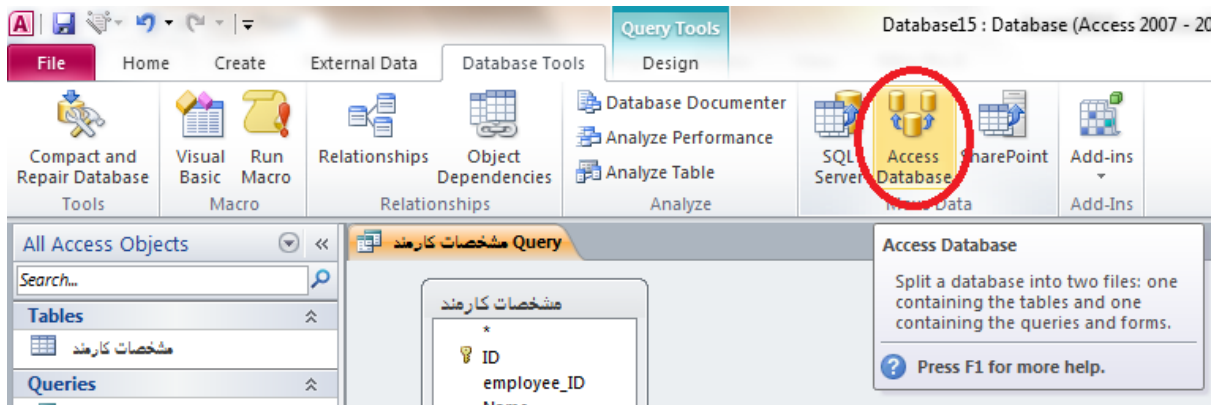 A
Query Tools
Database15 : Database (Access 2007 - 20
File Home Create External Data Database Tools Design
Compact and
Repair Database
Visual
Basic
Run
Macro
Relationships
Object
Dependencies
Database Documenter
Analyze Performance
Analyze Table
SQL
Server
Access
Database
SharePoint
Add-ins
Tools Macro Relationships Analyze Move Data Add-Ins
All Access Objects
Search...
Tables
مشخصات کارمند
Queries
مشخصات کارمند Query
مشخصات کارمند
*
ID
employee_ID
Access Database
Split a database into two files: one
containing the tables and one
containing the queries and forms.
Press F1 for more help.